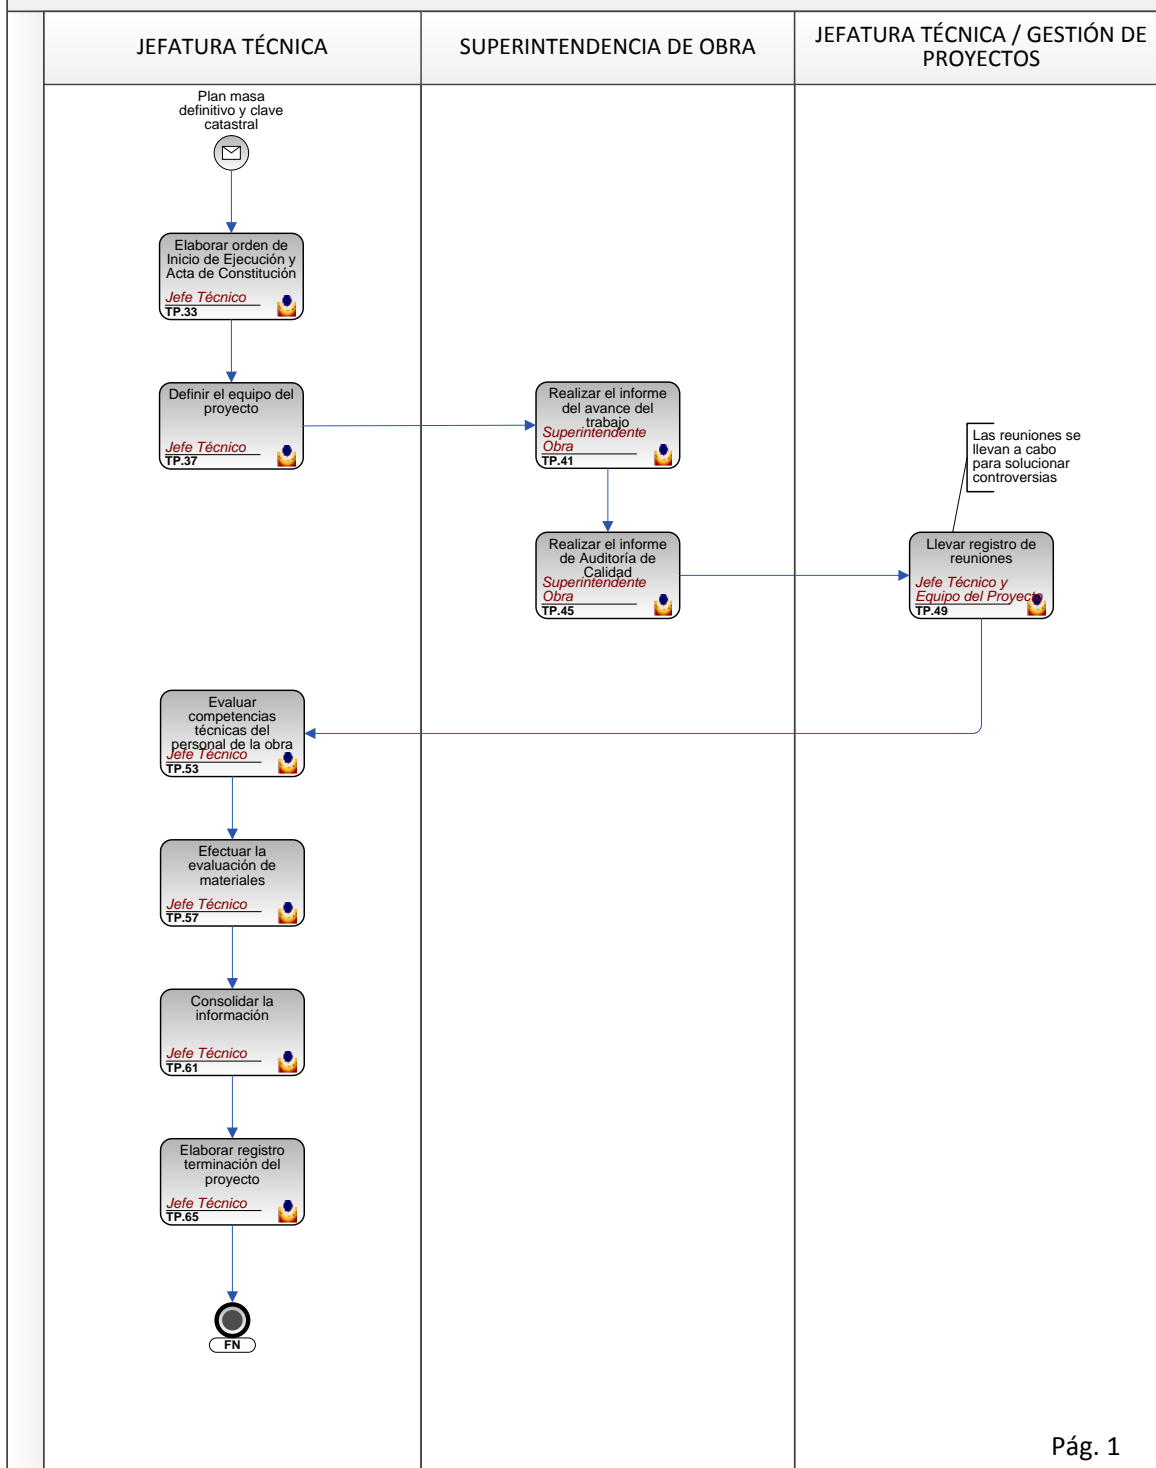 JEFATURA TÉCNICA
SUPERINTENDENCIA DE OBRA
JEFATURA TÉCNICA / GESTIÓN DE
PROYECTOS
Plan masa
definitivo y clave
catastral
Elaborar orden de
Inicio de Ejecución y
Acta de Constitución
Jefe Técnico
TP.33
Definir el equipo del
proyecto
Jefe Técnico
TP.37
Realizar el informe
del avance del
trabajo
Superintendente
Obra
TP.41
Las reuniones se
llevan a cabo
para solucionar
controversias
Realizar el informe
de Auditoría de
Calidad
Superintendente
Obra
TP.45
Llevar registro de
reuniones
Jefe Técnico y
Equipo del Proyecto
TP.49
Evaluar
competencias
técnicas del
personal de la obra
Jefe Técnico
TP.53
Efectuar la
evaluación de
materiales
Jefe Técnico
TP.57
Consolidar la
información
Jefe Técnico
TP.61
Elaborar registro
terminación del
proyecto
Jefe Técnico
TP.65
FN
Pág. 1